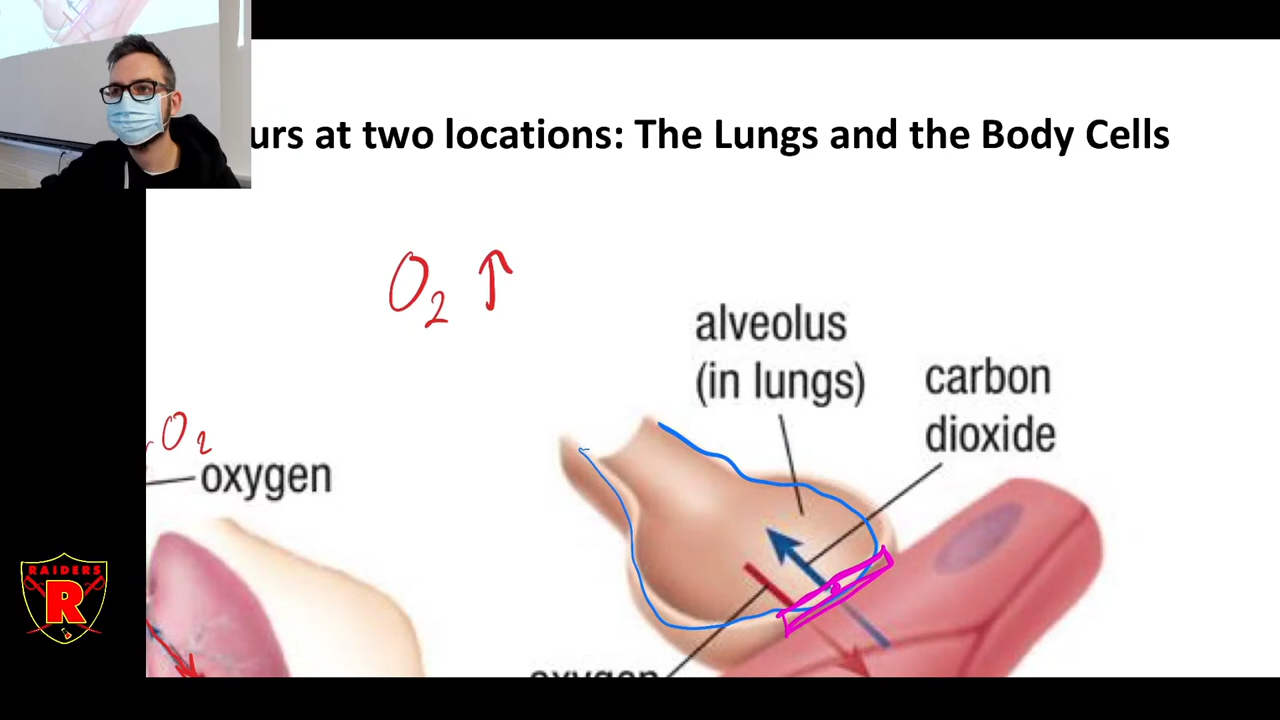 urs at two locations: The Lungs and the Body Cells
O₂ ↑
alveolus
(in lungs)
carbon
dioxide
O₂
oxygen
RAIDERS
R
oxygen